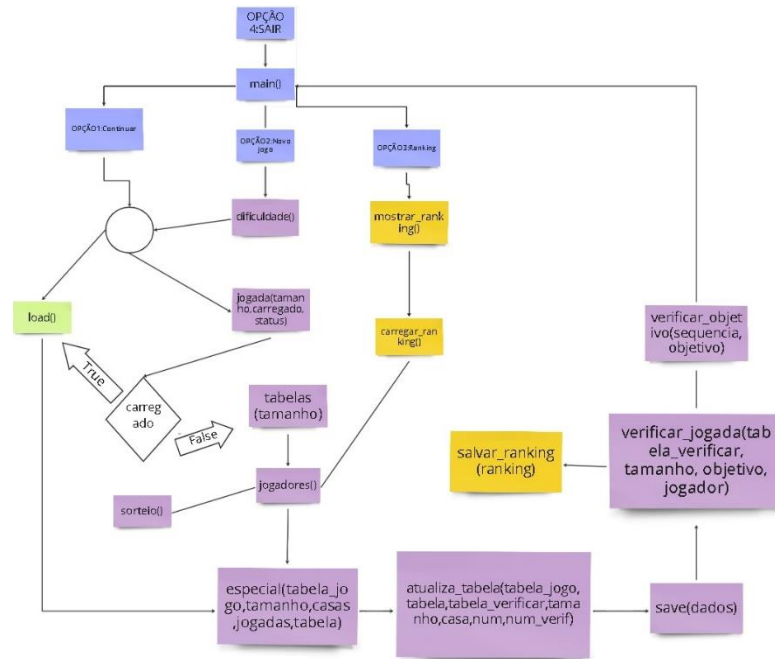 OPÇÃO
4:SAIR
main()
OPÇÃO1:Continuar
OPÇÃO2:Novo
jogo
OPÇÃO3:Ranking
dificuldade()
mostrar_rank
ing()
load()
jogada(tama
nho,carregado,
status)
carregar_ran
king()
verificar_objet
ivo(sequencia,
objetivo)
True
carreg
ado
False
tabelas
(tamanho)
salvar_ranking
(ranking)
verificar_jogada(tab
ela_verificar,
tamanho, objetivo,
jogador)
sorteio()
jogadores()
especial(tabela_jo
go,tamanho,casas
,jogadas,tabela)
atualiza_tabela(tabela_jogo,
tabela,tabela_verificar,tama
nho,casa,num,num_verif)
save(dados)